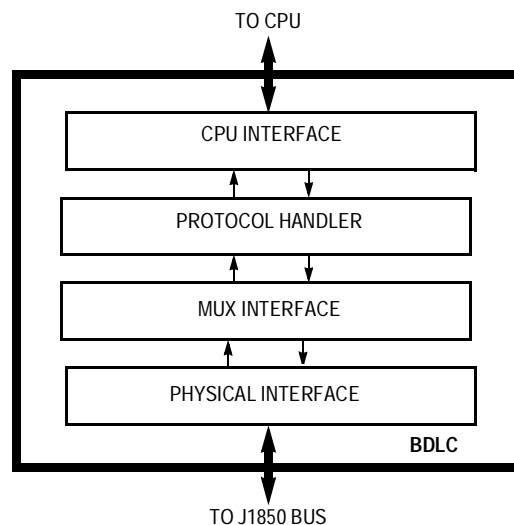 TO CPU
CPU INTERFACE
PROTOCOL HANDLER
MUX INTERFACE
PHYSICAL INTERFACE
BDLC
TO J1850 BUS